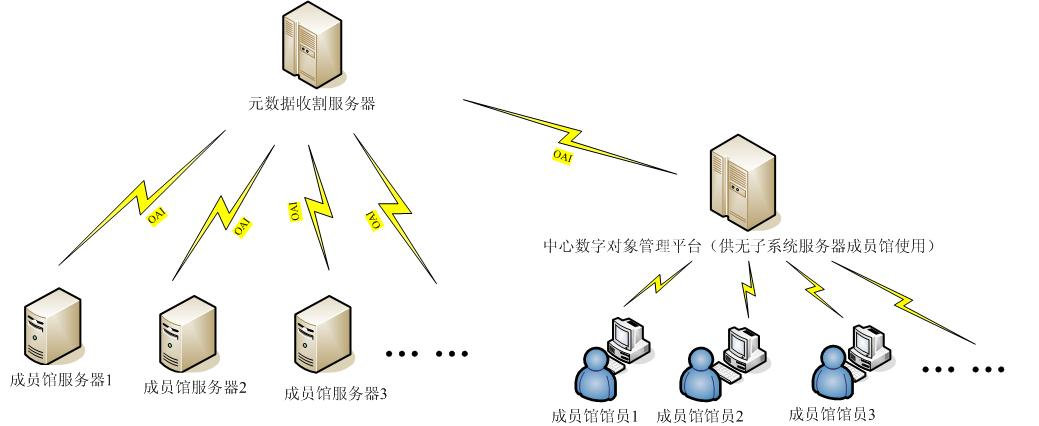 元数据收割服务器
OAI
OAI
OAI
OAI
OAI
中心数字对象管理平台（供无子系统服务器成员馆使用）
成员馆服务器1
成员馆服务器2
成员馆服务器3
... ...
成员馆馆员1
成员馆馆员2
成员馆馆员3
... ...